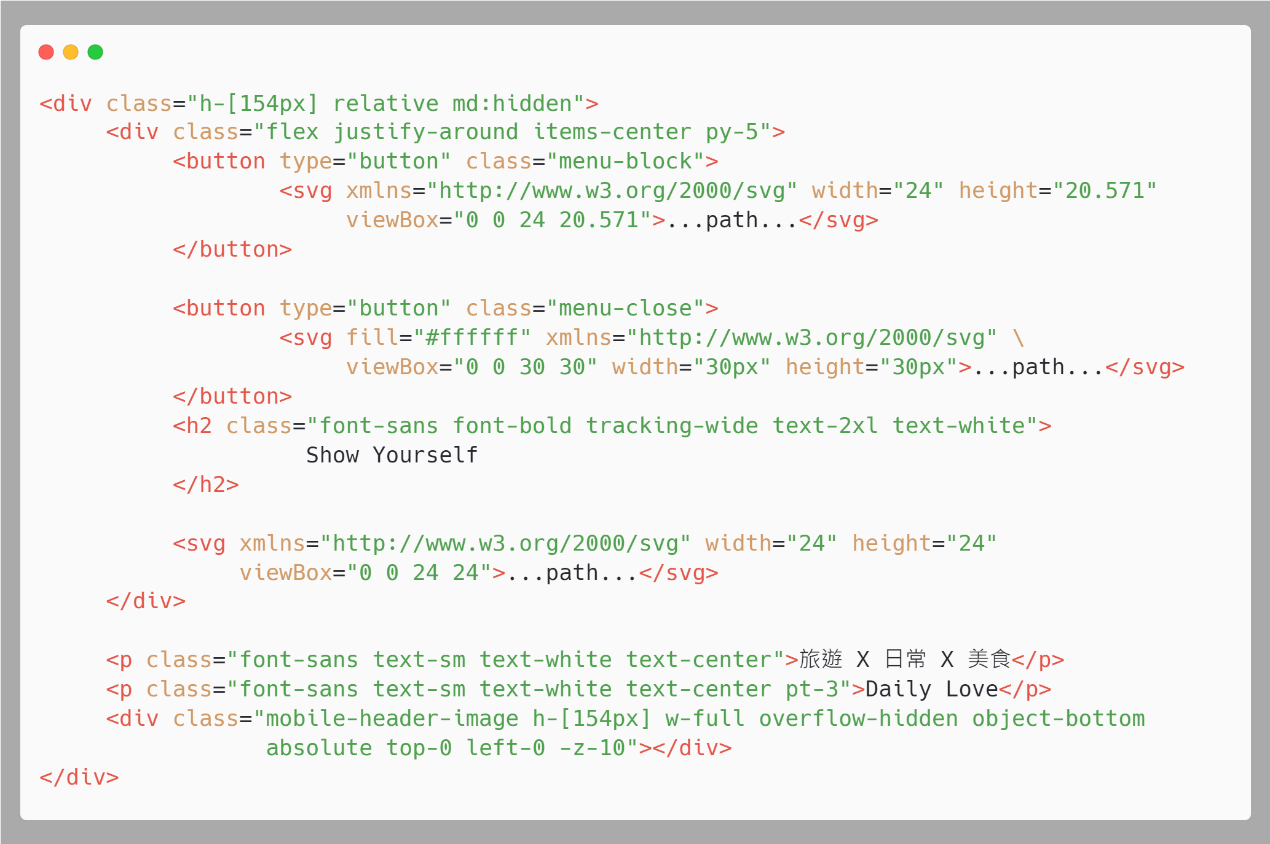 <div class="h-[154px] relative md:hidden">
<div class="flex justify-around items-center py-5">
<button type="button" class="menu-block">
<svg xmlns="http://www.w3.org/2000/svg" width="24" height="20.571"
viewBox="0 0 24 20.571">...path...</svg>
</button>
<button type="button" class="menu-close">
<svg fill="#ffffff" xmlns="http://www.w3.org/2000/svg" \
viewBox="0 0 30 30" width="30px" height="30px">...path...</svg>
</button>
<h2 class="font-sans font-bold tracking-wide text-2xl text-white">
Show Yourself
</h2>
<svg xmlns="http://www.w3.org/2000/svg" width="24" height="24"
viewBox="0 0 24 24">...path...</svg>
</div>
<p class="font-sans text-sm text-white text-center">旅遊 X 日常 X 美食</p>
<p class="font-sans text-sm text-white text-center pt-3">Daily Love</p>
<div class="mobile-header-image h-[154px] w-full overflow-hidden object-bottom
absolute top-0 left-0 -z-10"></div>
</div>